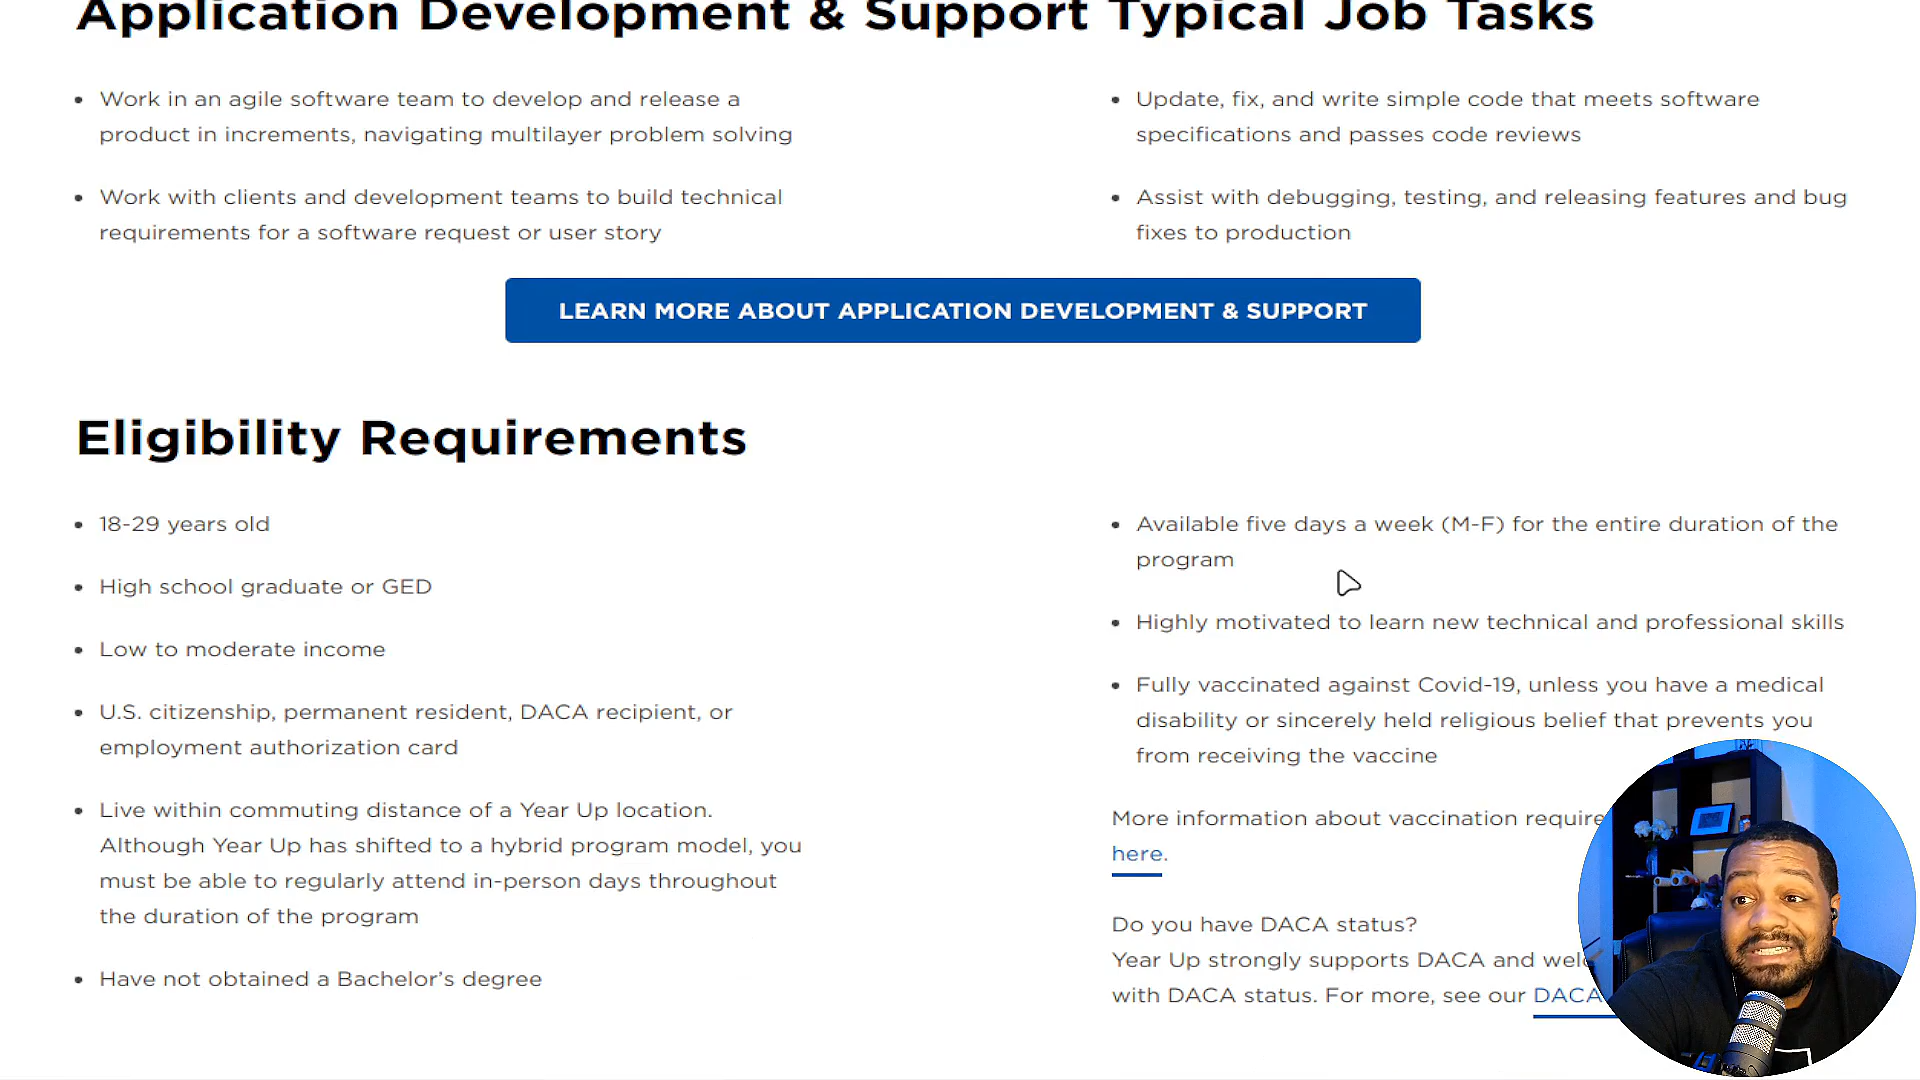 Application Development & Support Typical Job Tasks
Work in an agile software team to develop and release a
product in increments, navigating multilayer problem solving
Work with clients and development teams to build technical
requirements for a software request or user story
Update, fix, and write simple code that meets software
specifications and passes code reviews
Assist with debugging, testing, and releasing features and bug
fixes to production
LEARN MORE ABOUT APPLICATION DEVELOPMENT & SUPPORT
Eligibility Requirements
18-29 years old
High school graduate or GED
Low to moderate income
U.S. citizenship, permanent resident, DACA recipient, or
employment authorization card
Live within commuting distance of a Year Up location.
Although Year Up has shifted to a hybrid program model, you
must be able to regularly attend in-person days throughout
the duration of the program
Have not obtained a Bachelor’s degree
Available five days a week (M-F) for the entire duration of the
program
Highly motivated to learn new technical and professional skills
Fully vaccinated against Covid-19, unless you have a medical
disability or sincerely held religious belief that prevents you
from receiving the vaccine
More information about vaccination
here.
Do you have DACA status?
Year Up strongly supports DACA and
with DACA status. For more, see our DACA